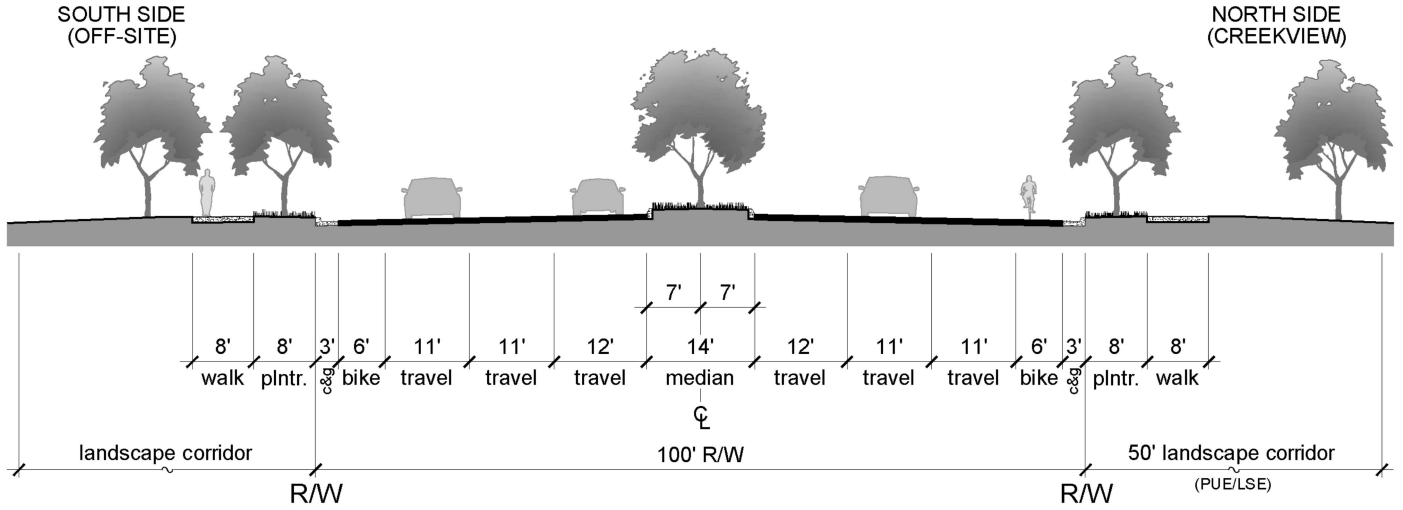 SOUTH SIDE
(OFF-SITE)
NORTH SIDE
(CREEKVIEW)
7' 7'
8' 8' 3' 6' 11' 11' 12' 14' 12' 11' 11' 6' 3' 8' 8'
walk plntr. c&g bike travel travel travel median travel travel travel bike c&g plntr. walk
℄
landscape corridor 100' R/W 50' landscape corridor
(PUE/LSE)
R/W R/W